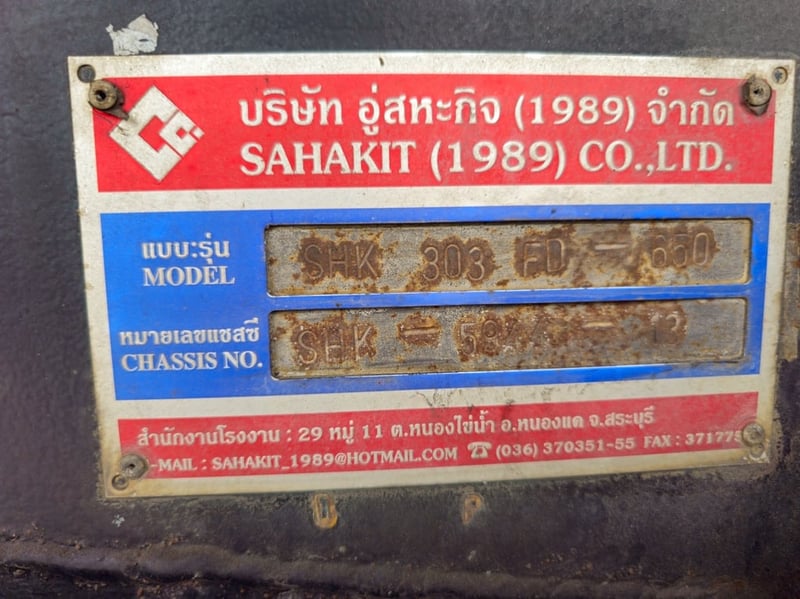 บริษัท อู่สหะกิจ (1989) จำกัด
SAHAKIT (1989) CO.,LTD.
แบบ:รุ่น
MODEL
SHK 303 FD - 660
หมายเลขแชสซี
CHASSIS NO.
SHK - - 12
สำนักงานโรงงาน : 29 หมู่ 11 ต.หนองไข่น้ำ อ.หนองแค จ.สระบุรี
-MAIL : SAHAKIT_1989@HOTMAIL.COM ☎ (036) 370351-55 FAX : 371775
U P